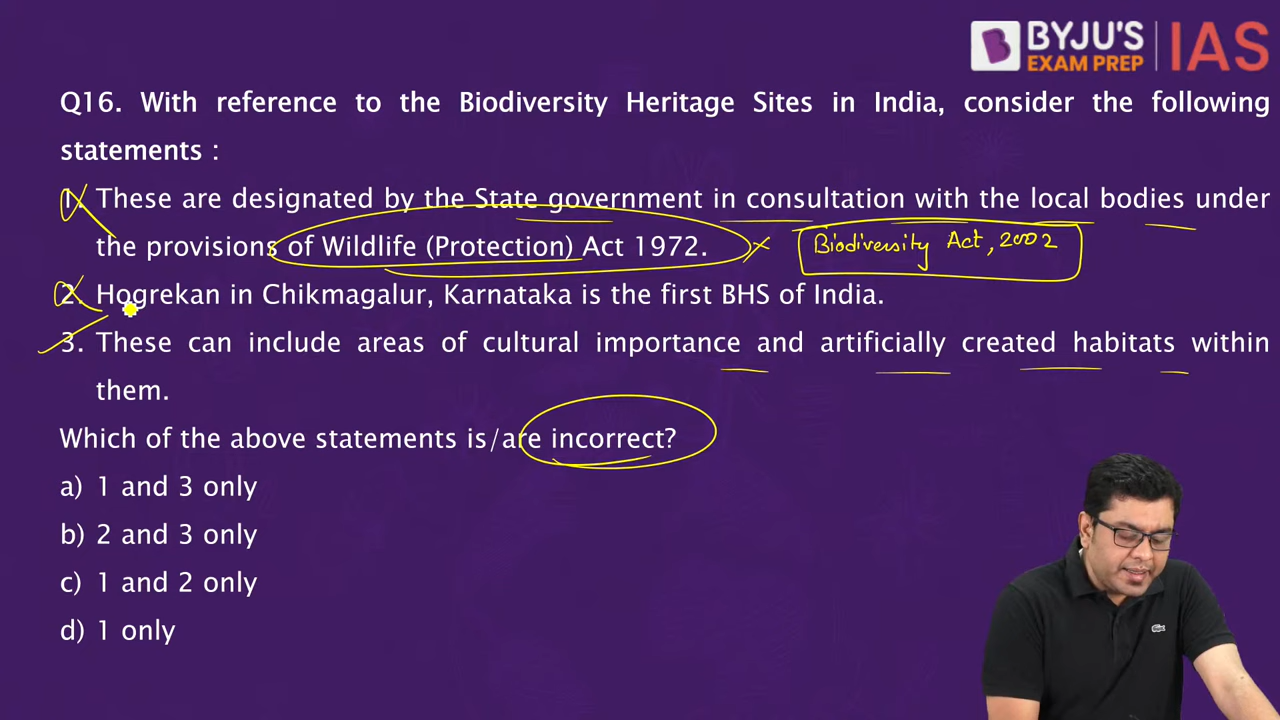 BYJU'S IAS
EXAM PREP
Q16. With reference to the Biodiversity Heritage Sites in India, consider the following
statements :
1. These are designated by the State government in consultation with the local bodies under
the provisions of Wildlife (Protection) Act 1972.
Biodiversity Act, 2002
2. Hogrekan in Chikmagalur, Karnataka is the first BHS of India.
3. These can include areas of cultural importance and artificially created habitats within
them.
Which of the above statements is/are incorrect?
a) 1 and 3 only
b) 2 and 3 only
c) 1 and 2 only
d) 1 only